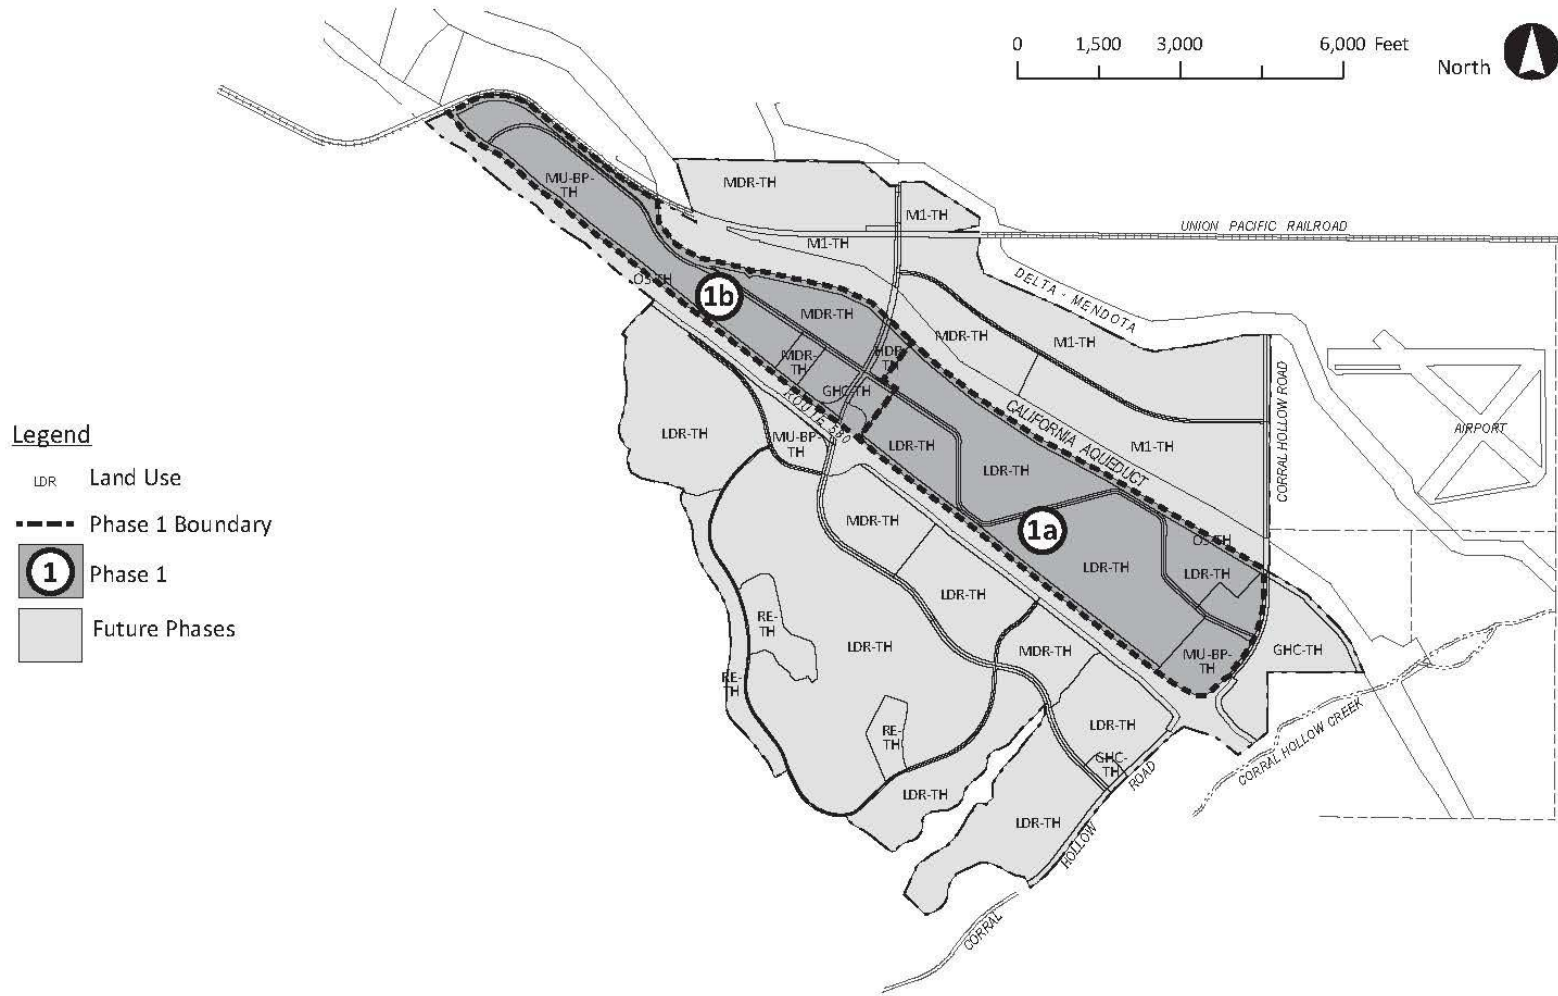 0 1,500 3,000 6,000 Feet
North
MDR-TH
MU-BP-
TH
M1-TH
UNION PACIFIC RAILROAD
M1-TH
OS-TH
1b
DELTA - MENDOTA
MDR-TH
MDR-TH
M1-TH
HDR-
MDR-
TH
GHC-TH
ROUTE 580
CALIFORNIA AQUEDUCT
CORRAL HOLLOW ROAD
AIRPORT
Legend
LDR Land Use
Phase 1 Boundary
1 Phase 1
Future Phases
LDR-TH
MU-BP-
TH
LDR-TH
LDR-TH
M1-TH
MDR-TH
1a
OS-TH
LDR-TH
LDR-TH
LDR-TH
RE-
TH
LDR-TH
MDR-TH
MU-BP-
TH
GHC-TH
RE-
TH
RE-
TH
LDR-TH
GHC-
TH
LDR-TH
LDR-TH
CORRAL HOLLOW CREEK
CORRAL HOLLOW ROAD